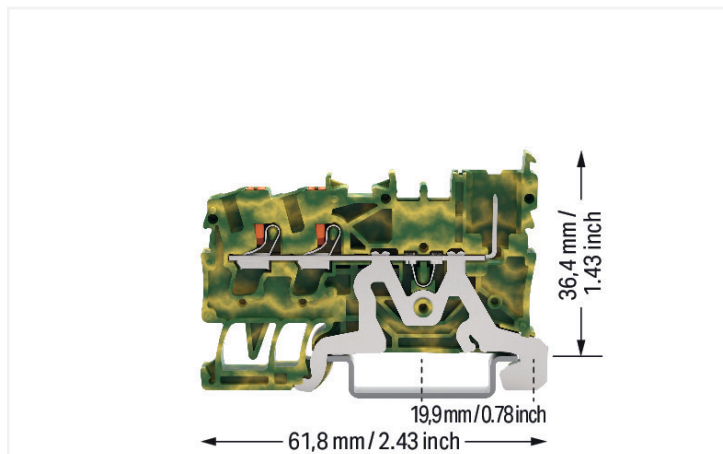 36,4 mm /
1.43 inch
19,9 mm / 0.78 inch
61,8 mm / 2.43 inch